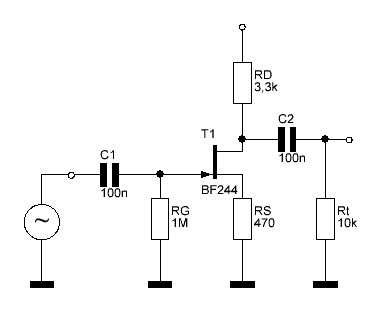 RD
3,3k
C2
T1
C1
100n
100n
BF244
RG
1M
RS
470
Rt
10k
~